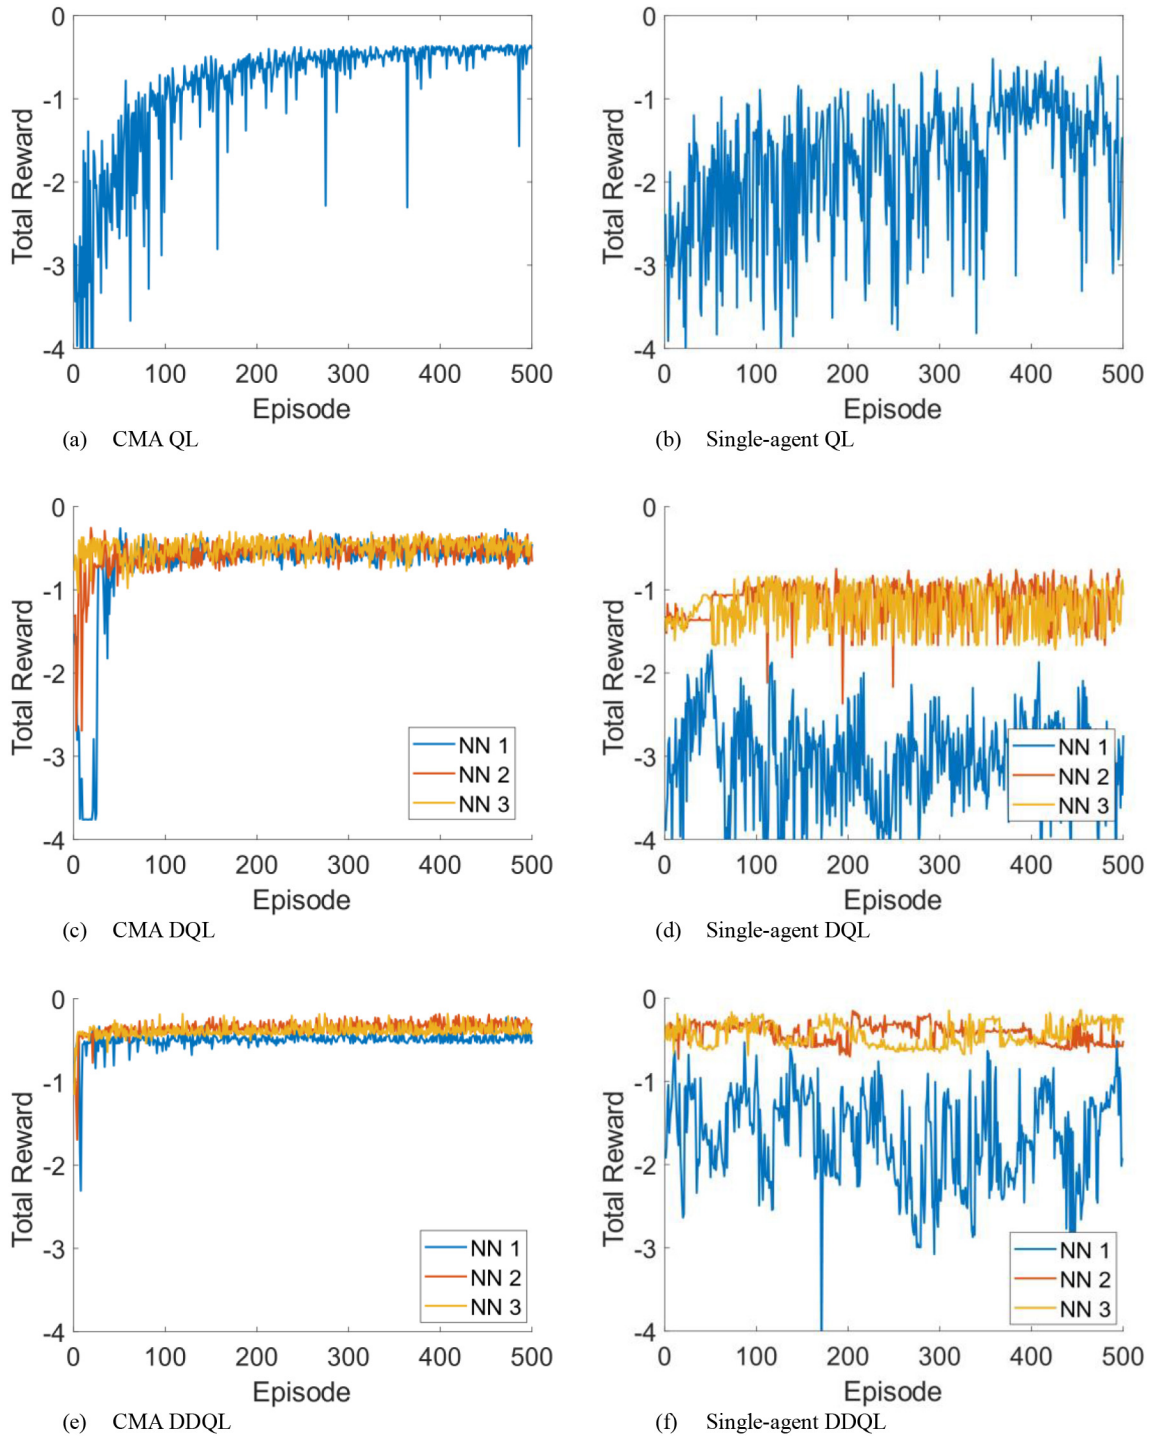 0
-1
-2
-3
-4
Total Reward
0 100 200 300 400 500
Episode
(a) CMA QL
0
-1
-2
-3
-4
Total Reward
0 100 200 300 400 500
Episode
(b) Single-agent QL
0
-1
-2
-3
-4
Total Reward
NN 1
NN 2
NN 3
0 100 200 300 400 500
Episode
(c) CMA DQL
0
-1
-2
-3
-4
Total Reward
NN 1
NN 2
NN 3
0 100 200 300 400 500
Episode
(d) Single-agent DQL
0
-1
-2
-3
-4
Total Reward
NN 1
NN 2
NN 3
0 100 200 300 400 500
Episode
(e) CMA DDQL
0
-1
-2
-3
-4
Total Reward
NN 1
NN 2
NN 3
0 100 200 300 400 500
Episode
(f) Single-agent DDQL